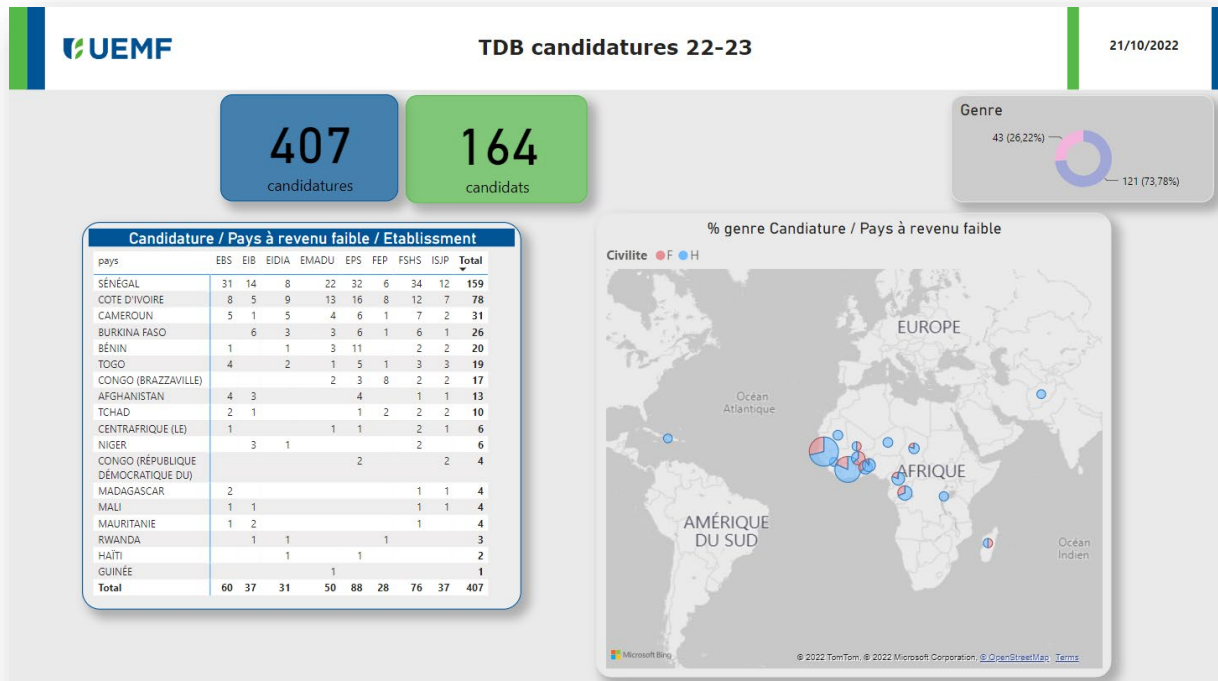 UEMF
TDB candidatures 22-23
21/10/2022
407
candidatures
164
candidats
Genre
43 (26,22%)
121 (73,78%)
Candidature / Pays à revenu faible / Etablissment
pays EBS EIB EIDIA EMADU EPS FEP FSHS ISJP Total
SÉNÉGAL 31 14 8 22 32 6 34 12 159
COTE D'IVOIRE 8 5 9 13 16 8 12 7 78
CAMEROUN 5 1 5 4 6 1 7 2 31
BURKINA FASO 6 3 3 6 1 6 1 26
BÉNIN 1 1 3 11 2 2 20
TOGO 4 2 1 5 1 3 3 19
CONGO (BRAZZAVILLE) 2 3 8 2 2 17
AFGHANISTAN 4 3 4 1 1 13
TCHAD 2 1 1 2 2 2 10
CENTRAFRIQUE (LE) 1 1 1 2 1 6
NIGER 3 1 2 6
CONGO (RÉPUBLIQUE
DÉMOCRATIQUE DU) 2 2 4
MADAGASCAR 2 1 1 4
MALI 1 1 1 1 4
MAURITANIE 1 2 1 4
RWANDA 1 1 1 3
HAÏTI 1 1 2
GUINÉE 1 1
Total 60 37 31 50 88 28 76 37 407
% genre Candiature / Pays à revenu faible
Civilite F H
EUROPE
Océan
Atlantique
AFRIQUE
AMÉRIQUE
DU SUD
Océan
Indien
Microsoft Bing
© 2022 TomTom, © 2022 Microsoft Corporation, © OpenStreetMap Terms